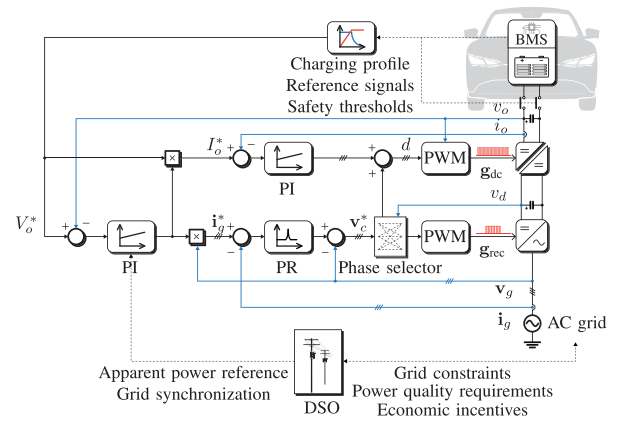 BMS
Charging profile
Reference signals
Safety thresholds
v_o
i_o
I_o^*
+
−
×
PI
+
+
d
PWM
g_dc
=
=
v_d
V_o^*
+
−
PI
×
i_g^*
+
−
PR
+
−
v_c^*
Phase selector
PWM
g_rec
=
~
v_g
i_g
AC grid
Apparent power reference
Grid synchronization
DSO
Grid constraints
Power quality requirements
Economic incentives